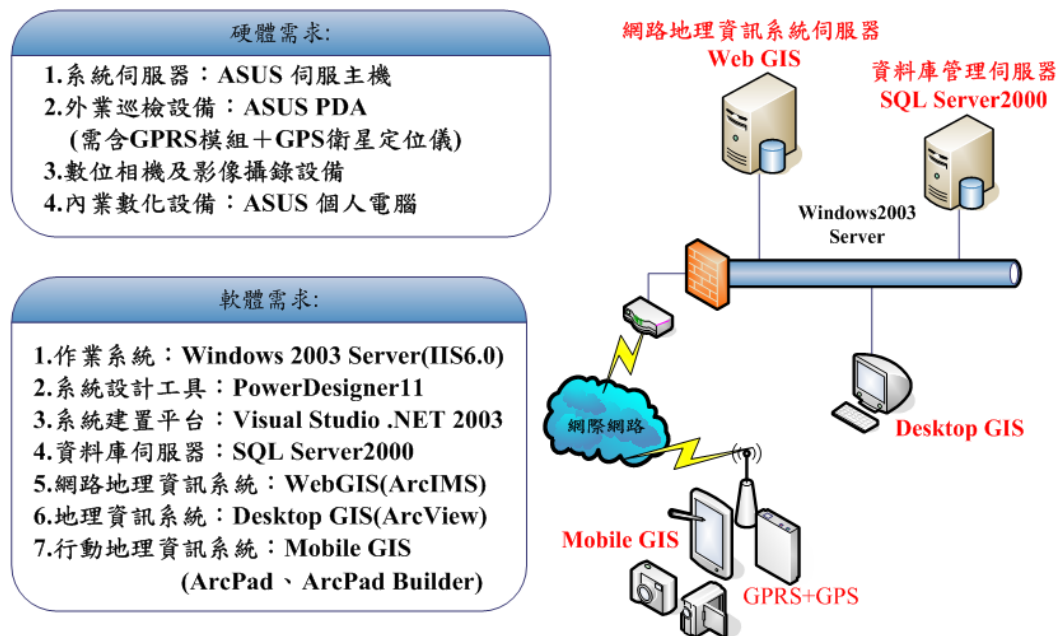 硬體需求:
1.系統伺服器：ASUS 伺服主機
2.外業巡檢設備：ASUS PDA
(需含GPRS模組＋GPS衛星定位儀)
3.數位相機及影像攝錄設備
4.內業數化設備：ASUS 個人電腦
軟體需求:
1.作業系統：Windows 2003 Server(IIS6.0)
2.系統設計工具：PowerDesigner11
3.系統建置平台：Visual Studio .NET 2003
4.資料庫伺服器：SQL Server2000
5.網路地理資訊系統：WebGIS(ArcIMS)
6.地理資訊系統：Desktop GIS(ArcView)
7.行動地理資訊系統：Mobile GIS
(ArcPad、ArcPad Builder)
網路地理資訊系統伺服器
Web GIS
資料庫管理伺服器
SQL Server2000
Windows2003
Server
網際網路
Desktop GIS
Mobile GIS
GPRS+GPS